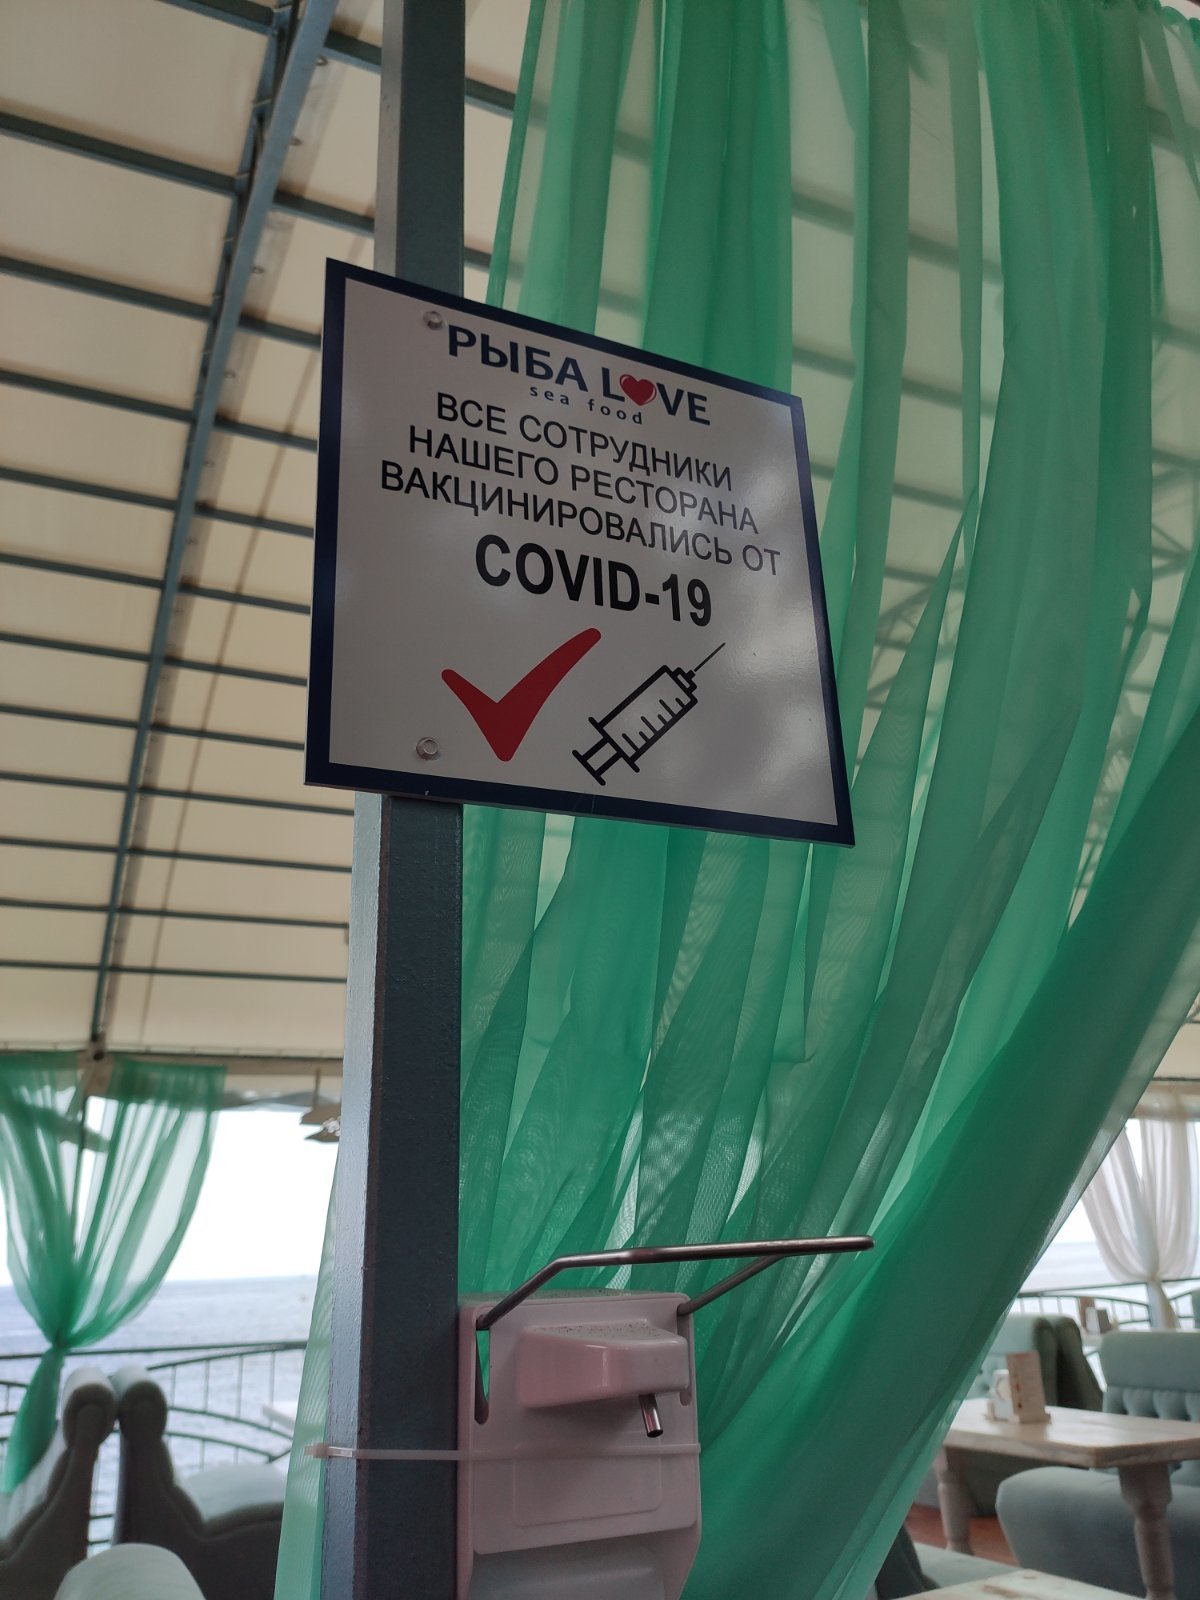 РЫБА LOVE
sea food
ВСЕ СОТРУДНИКИ
НАШЕГО РЕСТОРАНА
ВАКЦИНИРОВАЛИСЬ ОТ
COVID-19